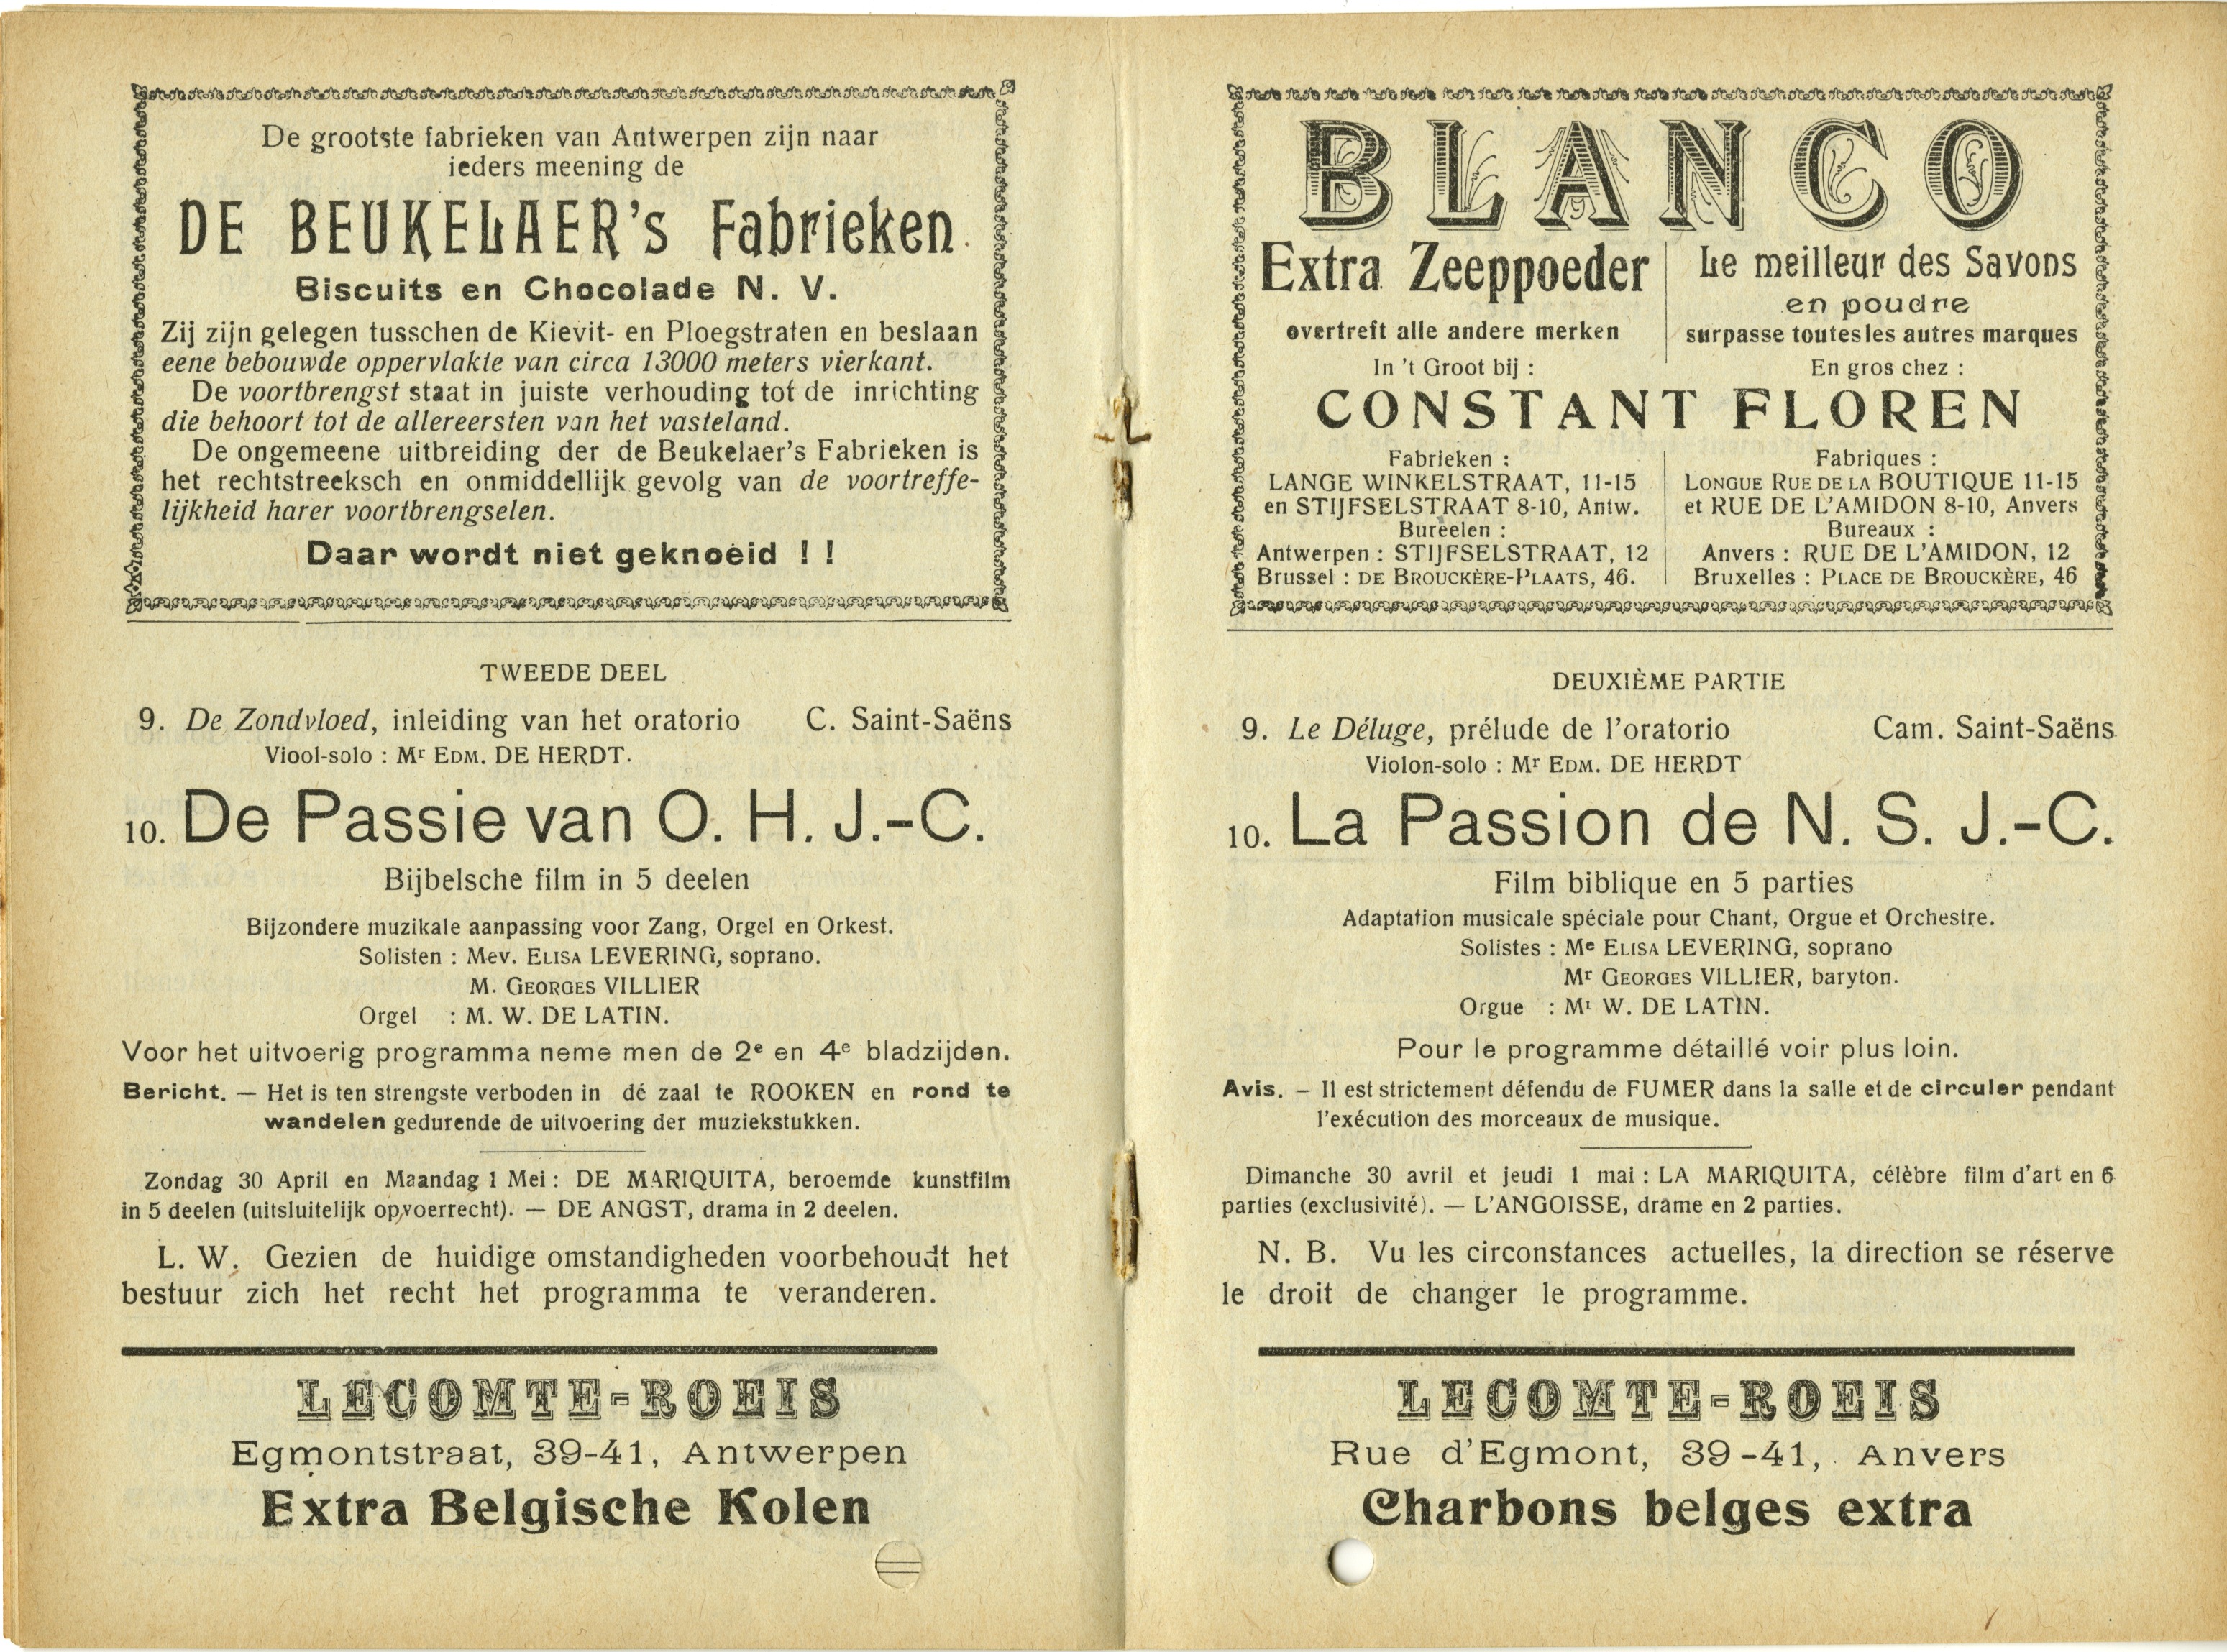 De grootste fabrieken van Antwerpen zijn naar
ieders meening de
DE BEUKELAER's Fabrieken
Biscuits en Chocolade N. V.
Zij zijn gelegen tusschen de Kievit- en Ploegstraten en beslaan
eene bebouwde oppervlakte van circa 13000 meters vierkant.
De voortbrengst staat in juiste verhouding tot de inrichting
die behoort tot de allereersten van het vasteland.
De ongemeene uitbreiding der de Beukelaer's Fabrieken is
het rechtstreeksch en onmiddellijk gevolg van de voortreffe-
lijkheid harer voortbrengselen.
Daar wordt niet geknoeid ! !
TWEEDE DEEL
9. De Zondvloed, inleiding van het oratorio C. Saint-Saëns
Viool-solo : Mr EDM. DE HERDT.
10. De Passie van O. H. J.-C.
Bijbelsche film in 5 deelen
Bijzondere muzikale aanpassing voor Zang, Orgel en Orkest.
Solisten : Mev. ELISA LEVERING, soprano.
M. GEORGES VILLIER
Orgel : M. W. DE LATIN.
Voor het uitvoerig programma neme men de 2e en 4e bladzijden.
Bericht. — Het is ten strengste verboden in dé zaal te ROOKEN en rond te
wandelen gedurende de uitvoering der muziekstukken.
Zondag 30 April en Maandag 1 Mei : DE MARIQUITA, beroemde kunstfilm
in 5 deelen (uitsluitelijk opvoerrecht). — DE ANGST, drama in 2 deelen.
L. W. Gezien de huidige omstandigheden voorbehoudt het
bestuur zich het recht het programma te veranderen.
LECOMTE-ROEIS
Egmontstraat, 39-41, Antwerpen
Extra Belgische Kolen
BLANCO
Extra Zeeppoeder
overtreft alle andere merken
In 't Groot bij :
Le meilleur des Savons
en poudre
surpasse toutes les autres marques
En gros chez :
CONSTANT FLOREN
Fabrieken :
LANGE WINKELSTRAAT, 11-15
en STIJFSELSTRAAT 8-10, Antw.
Bureelen :
Antwerpen : STIJFSELSTRAAT, 12
Brussel : DE BROUCKÈRE-PLAATS, 46.
Fabriques :
LONGUE RUE DE LA BOUTIQUE 11-15
et RUE DE L'AMIDON 8-10, Anvers
Bureaux :
Anvers : RUE DE L'AMIDON, 12
Bruxelles : PLACE DE BROUCKÈRE, 46
DEUXIÈME PARTIE
9. Le Déluge, prélude de l'oratorio Cam. Saint-Saëns
Violon-solo : Mr EDM. DE HERDT
10. La Passion de N. S. J.-C.
Film biblique en 5 parties
Adaptation musicale spéciale pour Chant, Orgue et Orchestre.
Solistes : Me ELISA LEVERING, soprano
Mr GEORGES VILLIER, baryton.
Orgue : Mr W. DE LATIN.
Pour le programme détaillé voir plus loin.
Avis. – Il est strictement défendu de FUMER dans la salle et de circuler pendant
l'exécution des morceaux de musique.
Dimanche 30 avril et jeudi 1 mai : LA MARIQUITA, célèbre film d'art en 6
parties (exclusivité). — L'ANGOISSE, drame en 2 parties.
N. B. Vu les circonstances actuelles, la direction se réserve
le droit de changer le programme.
LECOMTE-ROEIS
Rue d'Egmont, 39-41, Anvers
Charbons belges extra